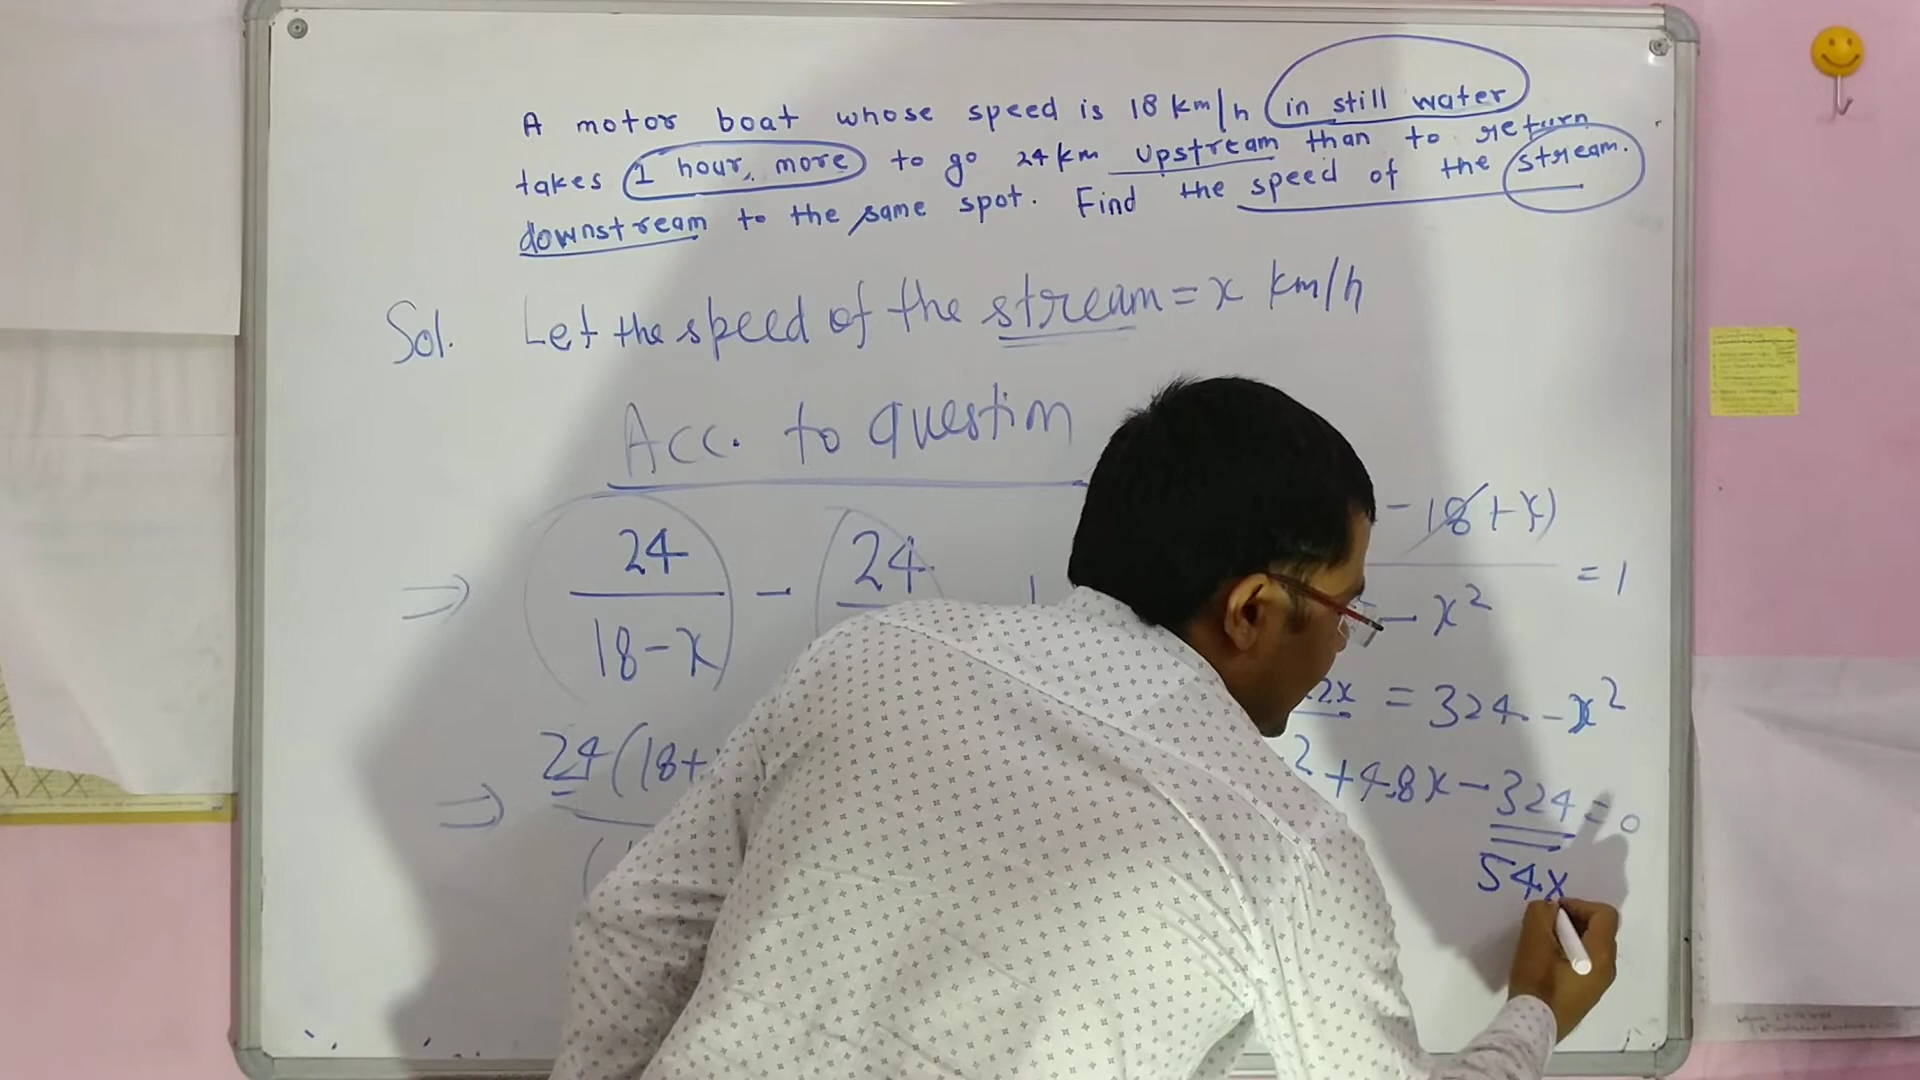 A motor boat whose speed is 18 km/h in still water
takes 1 hour, more to go 24 km upstream than to return
downstream to the same spot. Find the speed of the stream.
Sol. Let the speed of the stream = x km/h
Acc. to question
⇒ 24/(18-x) - 24 1
⇒ 24(18+
- 18 + x)
= 1
- x²
2x = 324 - x²
² + 48x - 324 = 0
54x